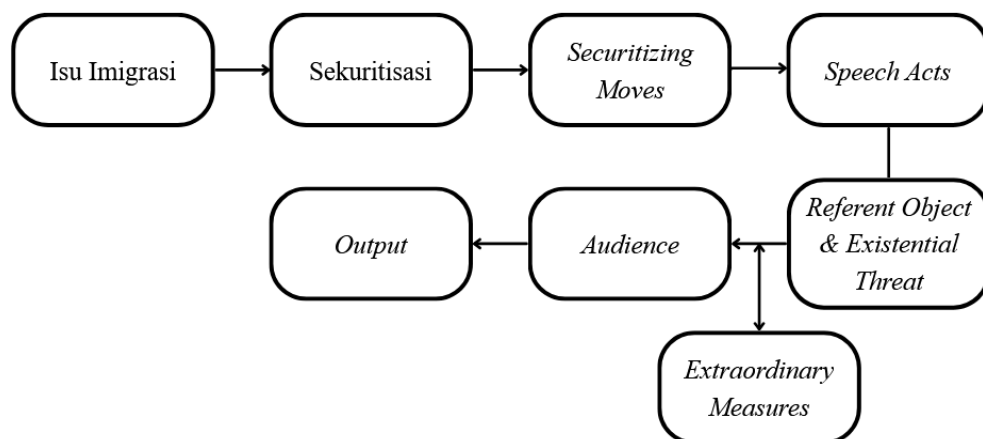 Isu Imigrasi
Sekuritisasi
Securitizing
Moves
Speech Acts
Referent Object
& Existential
Threat
Audience
Output
Extraordinary
Measures